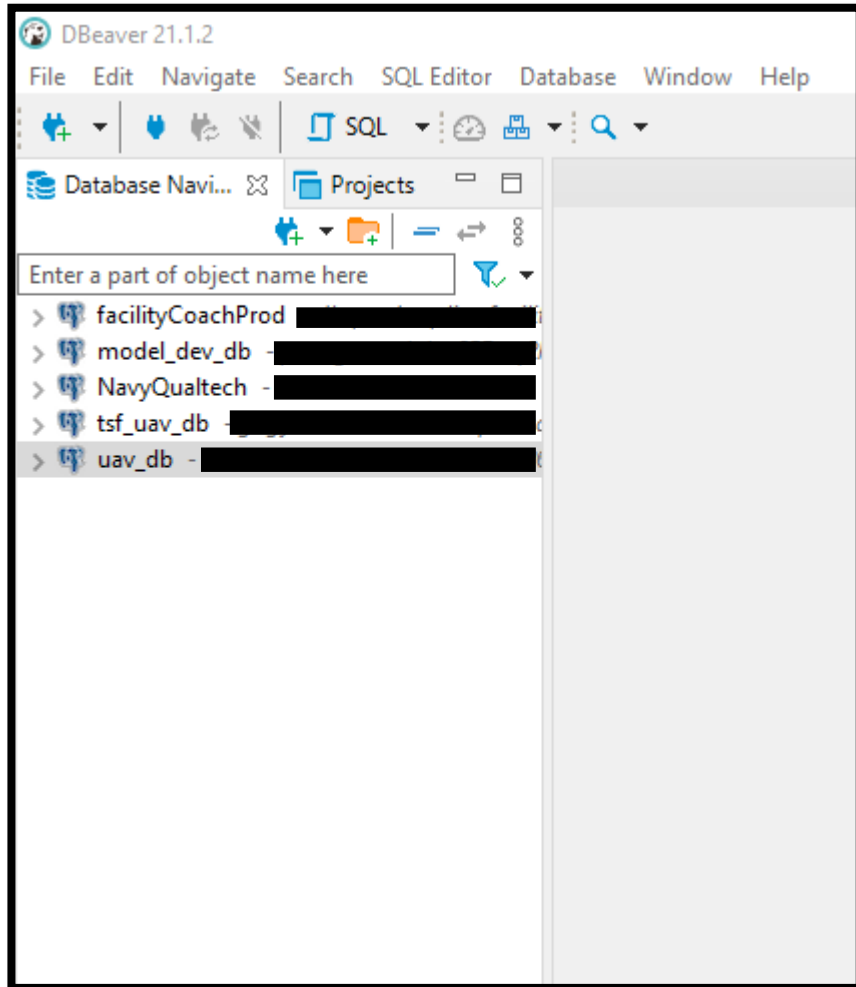 DBeaver 21.1.2
File Edit Navigate Search SQL Editor Database Window Help
SQL
Database Navi... Projects
Enter a part of object name here
facilityCoachProd
model_dev_db -
NavyQualtech -
tsf_uav_db -
uav_db -